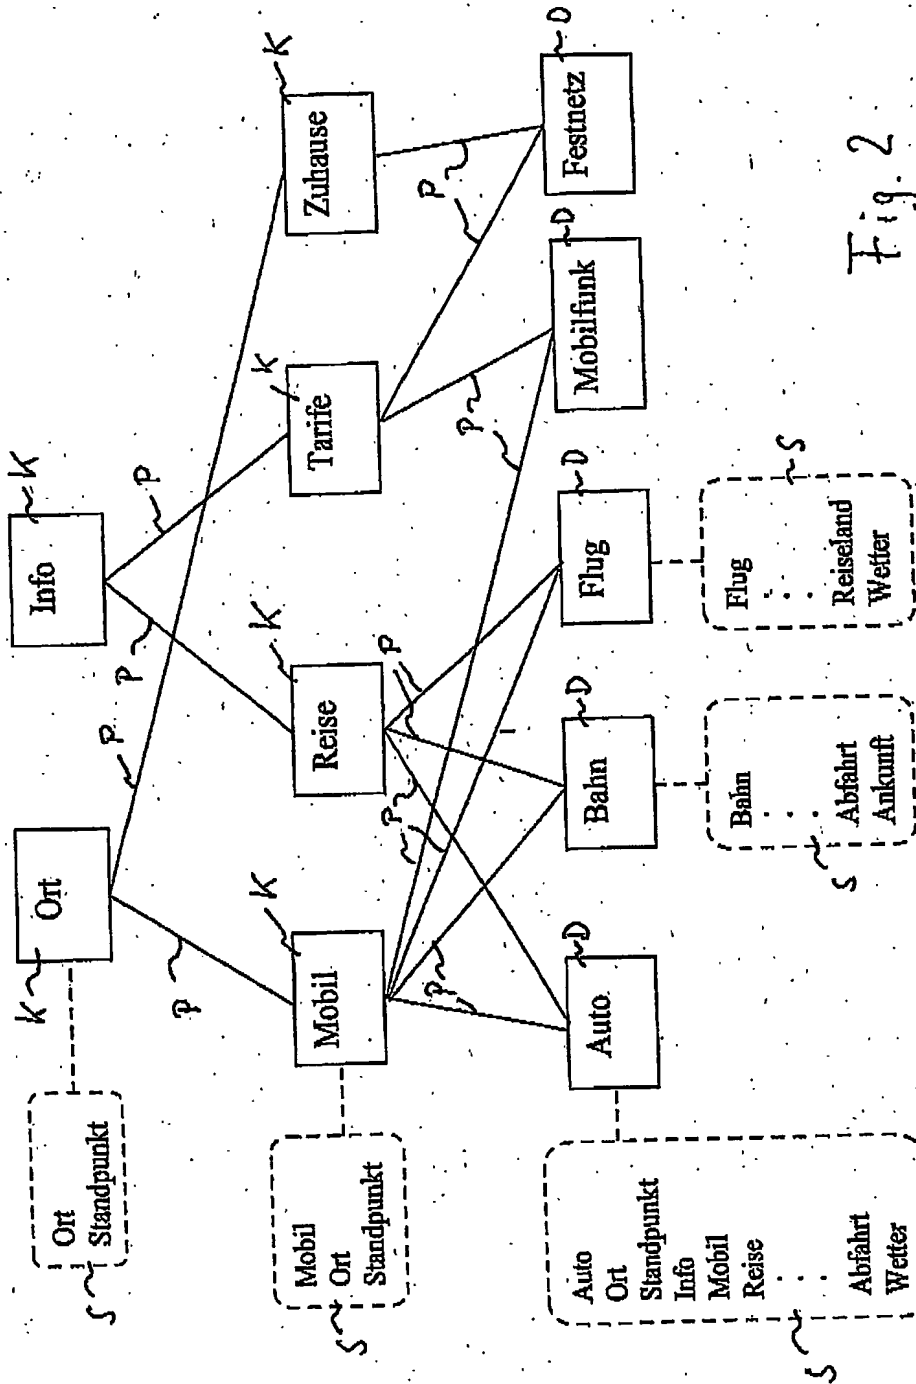 K
Ort
K
Info
Ort
Standpunkt
S
P
P
P
P
K
Mobil
K
Reise
K
Tarife
K
Zuhause
Mobil
Ort
Standpunkt
S
P
P
P
P
P
P
P
P
P
P
D
Auto
D
Bahn
D
Flug
D
Mobilfunk
D
Festnetz
Auto
Ort
Standpunkt
Info
Mobil
Reise
.
.
Abfahrt
Wetter
S
Bahn
. .
Abfahrt
Ankunft
S
Flug
. .
Reiseland
Wetter
S
Fig. 2